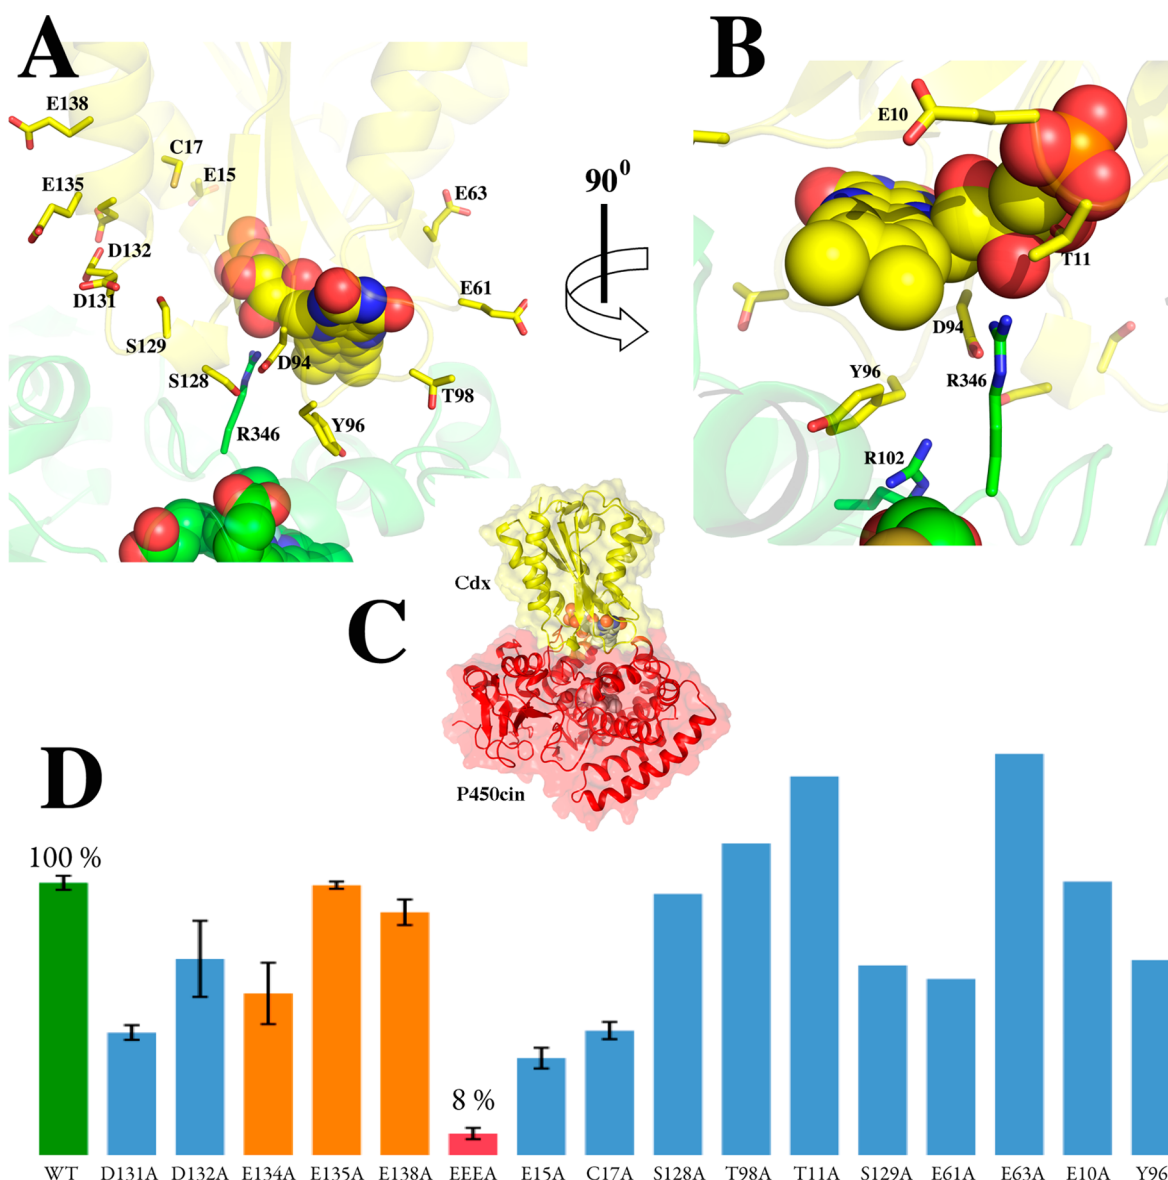 A
B
E138
C17
E15
E135
D132
D131
S129
S128
D94
R346
Y96
T98
E63
E61
90⁰
E10
T11
D94
Y96
R346
R102
C
Cdx
P450cin
D
100 %
8 %
WT D131A D132A E134A E135A E138A EEEA E15A C17A S128A T98A T11A S129A E61A E63A E10A Y96